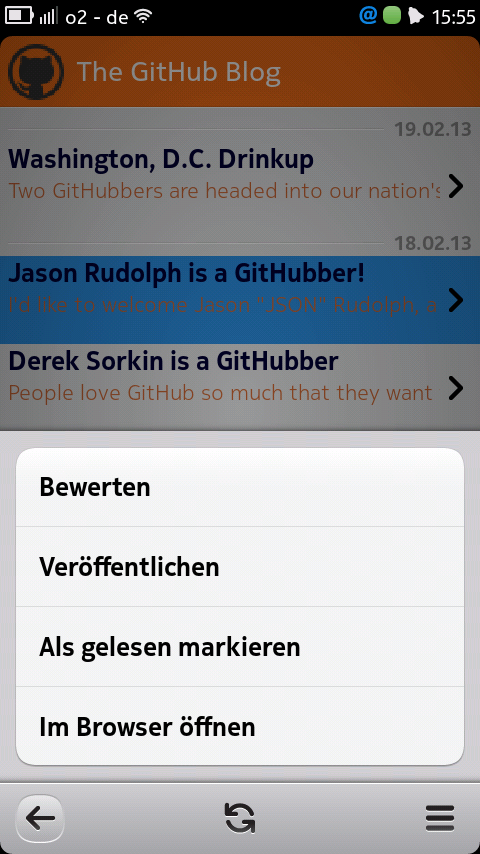 o2 - de @ 15:55
The GitHub Blog
19.02.13
Washington, D.C. Drinkup
Two GitHubbers are headed into our nation's
18.02.13
Jason Rudolph is a GitHubber!
I'd like to welcome Jason "JSON" Rudolph, a
Derek Sorkin is a GitHubber
People love GitHub so much that they want
Bewerten
Veröffentlichen
Als gelesen markieren
Im Browser öffnen